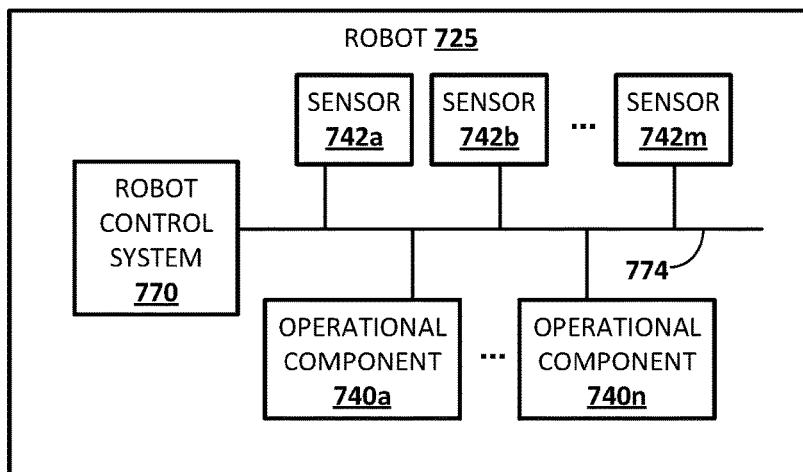 ROBOT 725
SENSOR
742a
SENSOR
742b
...
SENSOR
742m
ROBOT
CONTROL
SYSTEM
770
774
OPERATIONAL
COMPONENT
740a
...
OPERATIONAL
COMPONENT
740n